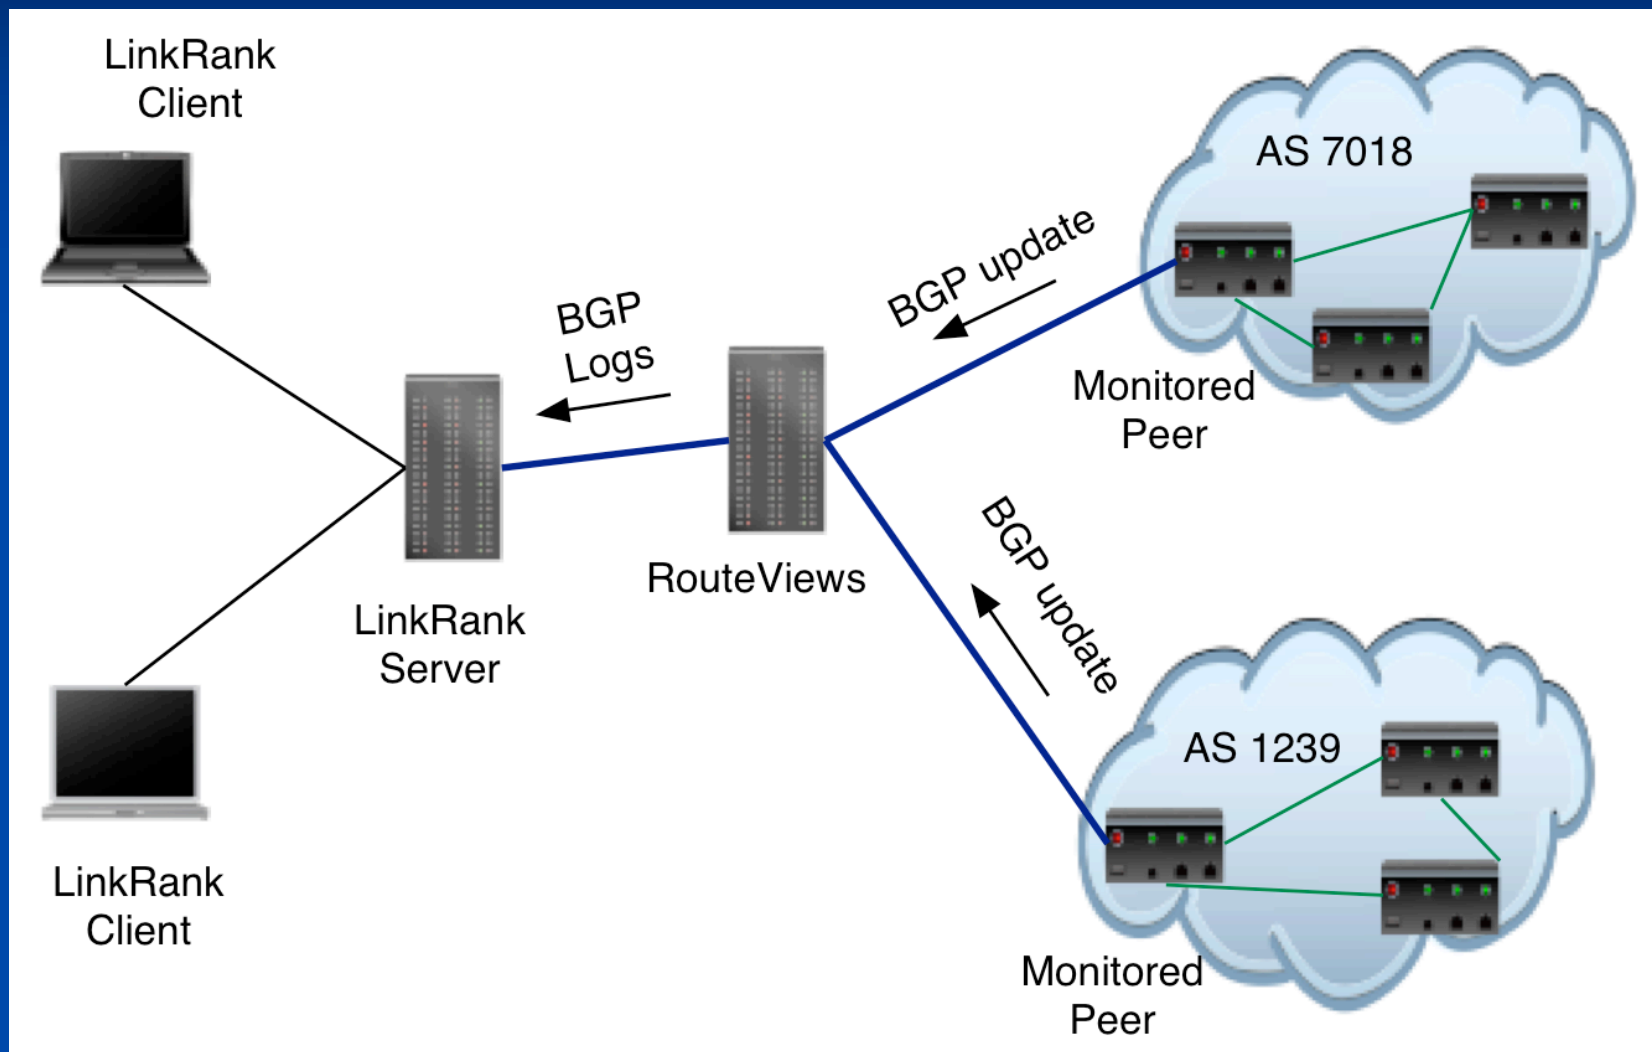 LinkRank
Client
AS 7018
BGP update
BGP
Logs
Monitored
Peer
RouteViews
BGP update
LinkRank
Server
AS 1239
LinkRank
Client
Monitored
Peer